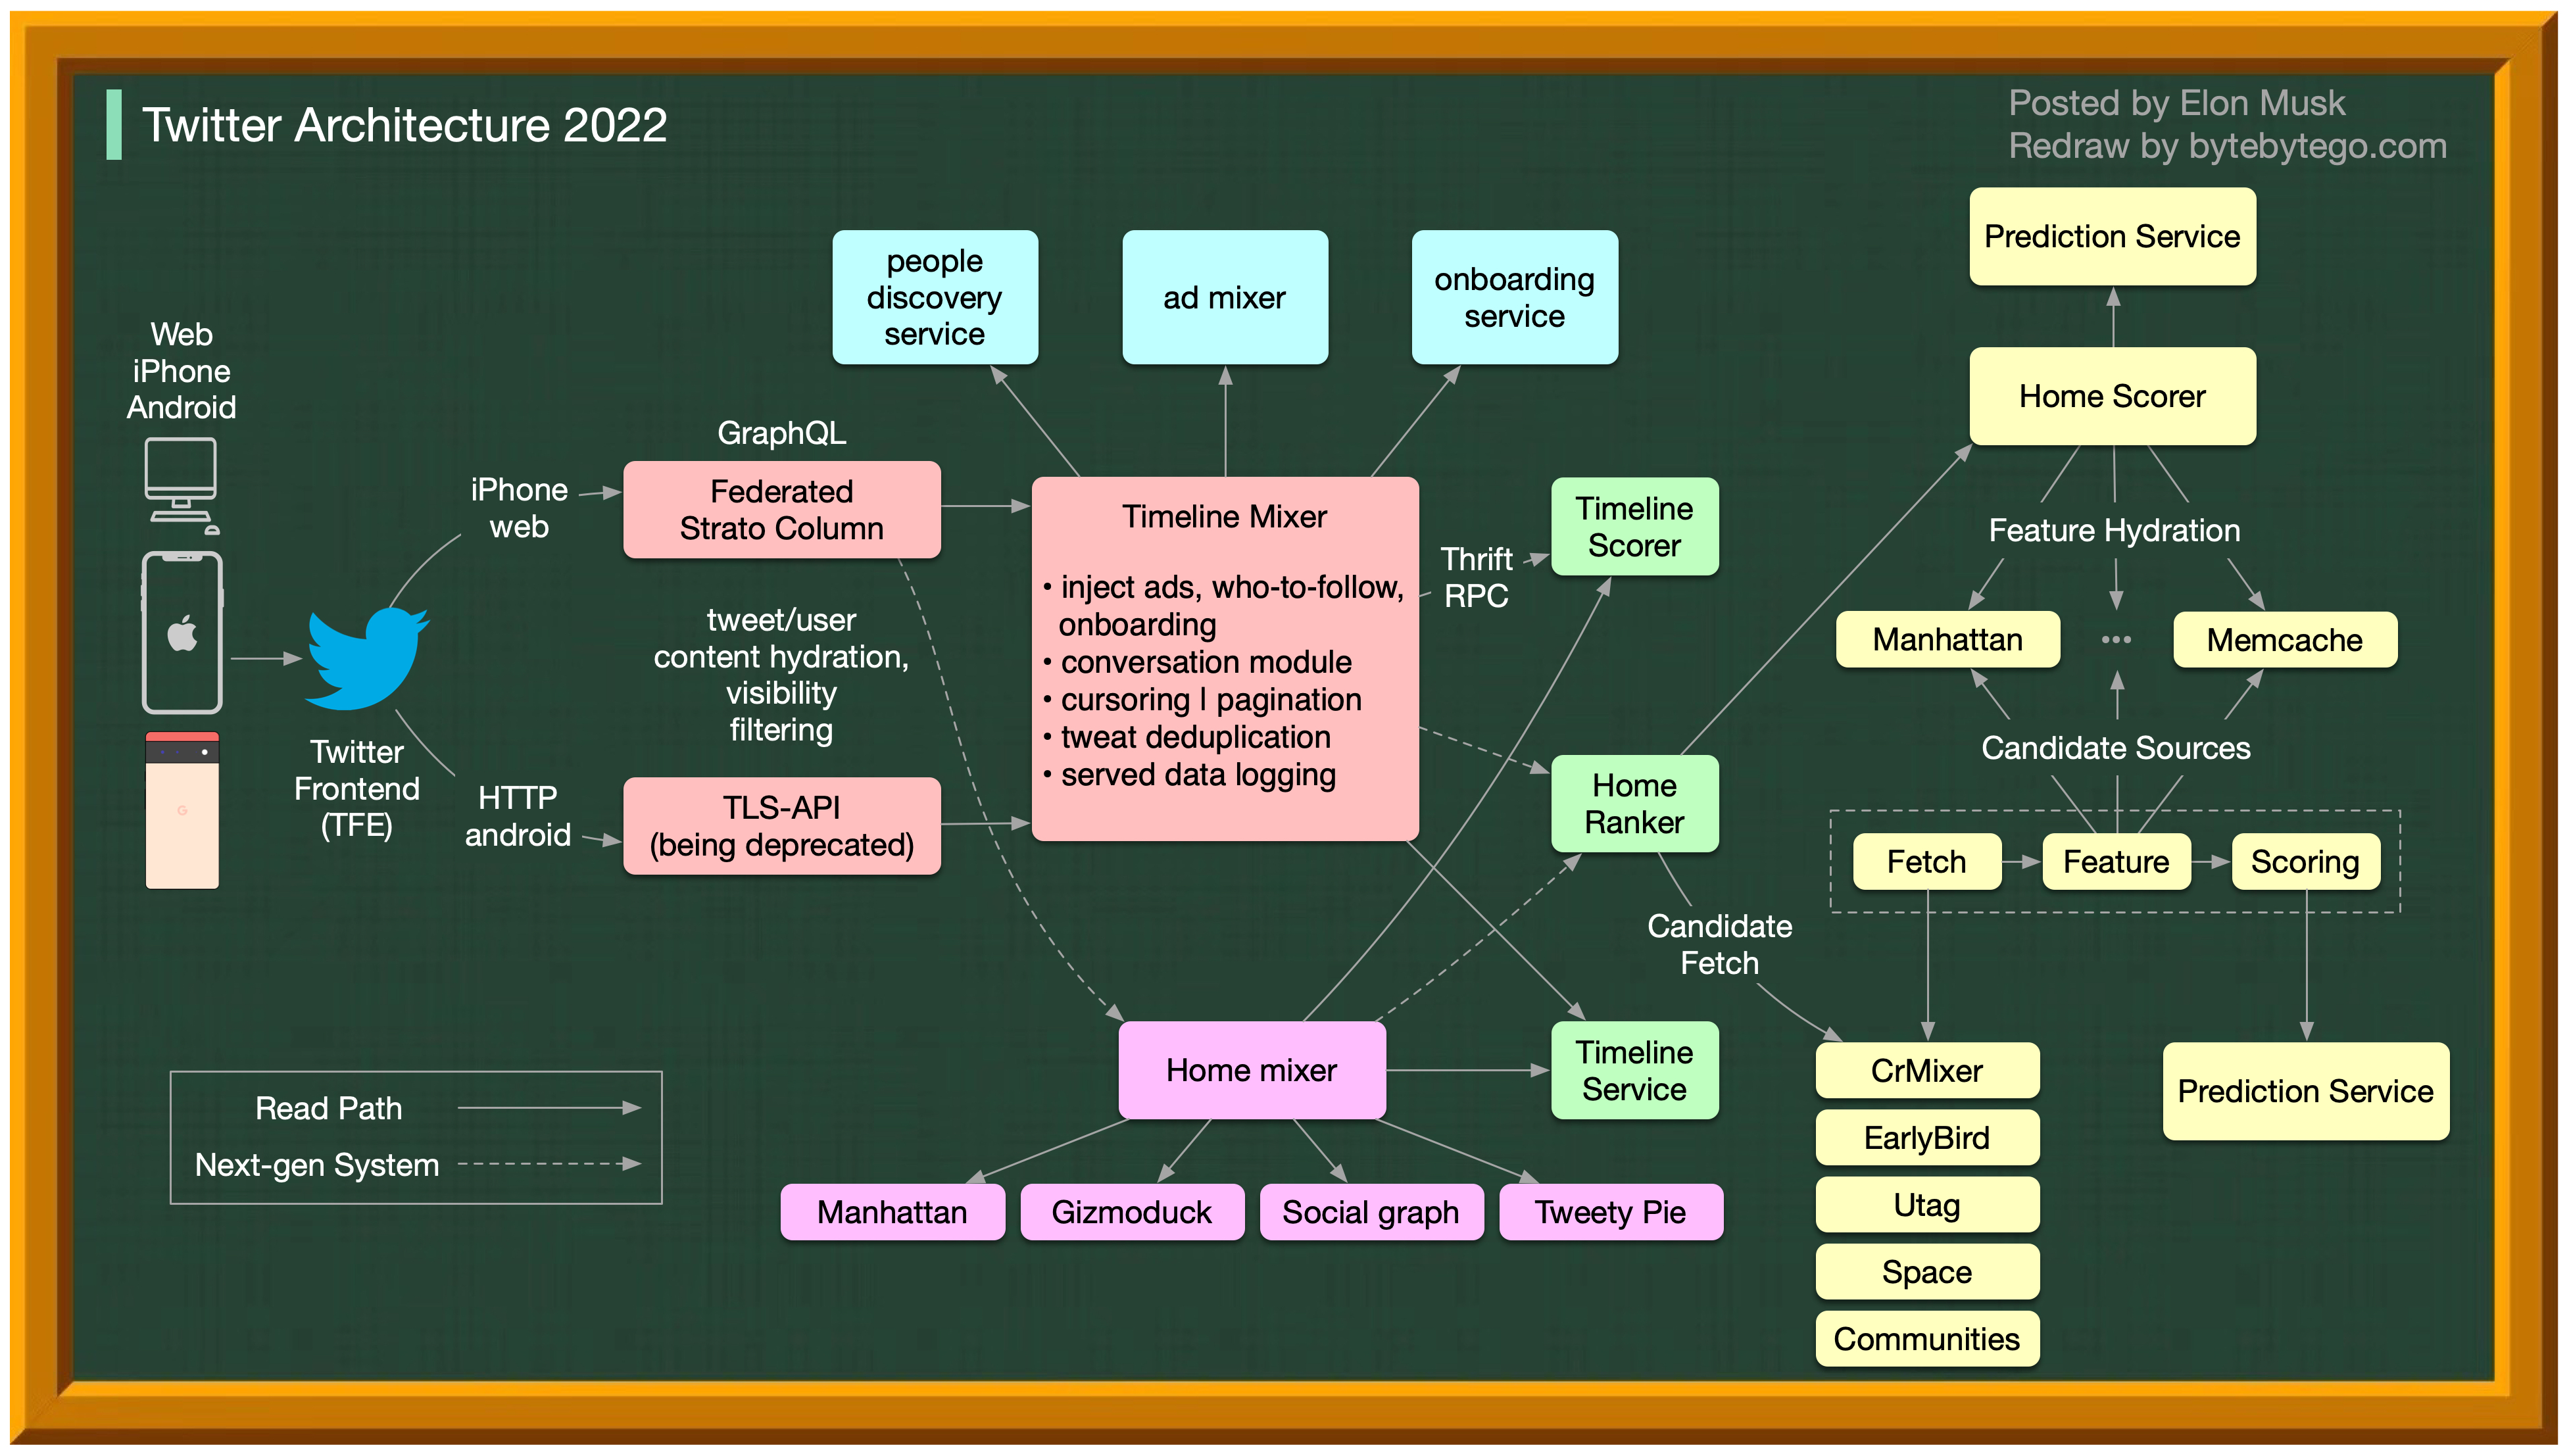 Twitter Architecture 2022
Posted by Elon Musk
Redraw by bytebytego.com
Web
iPhone
Android
Twitter
Frontend
(TFE)
iPhone
web
HTTP
android
GraphQL
Federated
Strato Column
tweet/user
content hydration,
visibility
filtering
TLS-API
(being deprecated)
people
discovery
service
ad mixer
onboarding
service
Timeline Mixer
• inject ads, who-to-follow,
onboarding
• conversation module
• cursoring | pagination
• tweat deduplication
• served data logging
Thrift
RPC
Timeline
Scorer
Home
Ranker
Timeline
Service
Candidate
Fetch
Home mixer
Manhattan
Gizmoduck
Social graph
Tweety Pie
Prediction Service
Home Scorer
Feature Hydration
Manhattan
•••
Memcache
Candidate Sources
Fetch
Feature
Scoring
CrMixer
EarlyBird
Utag
Space
Communities
Prediction Service
Read Path
Next-gen System
G